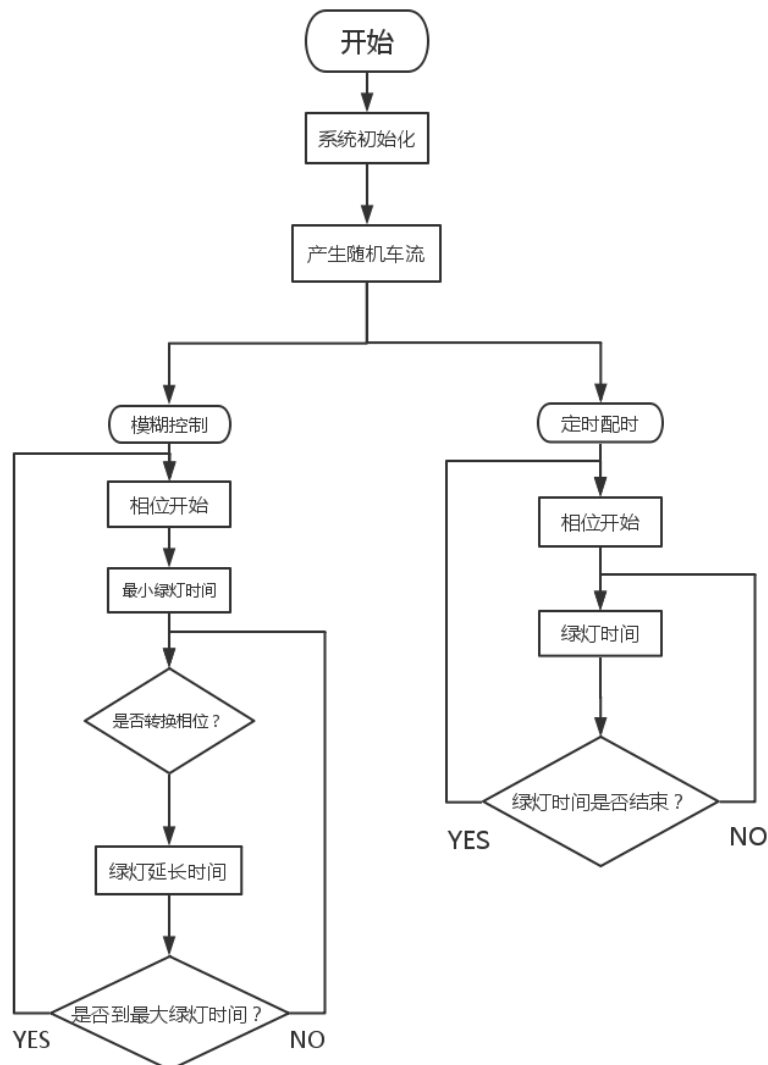 开始
系统初始化
产生随机车流
模糊控制
相位开始
最小绿灯时间
是否转换相位？
绿灯延长时间
是否到最大绿灯时间？
YES
NO
定时配时
相位开始
绿灯时间
绿灯时间是否结束？
YES
NO